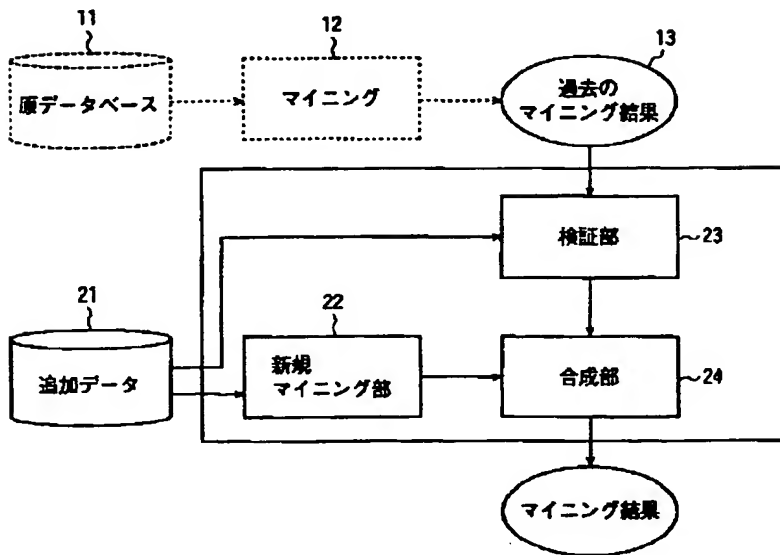 11
12
13
原データベース
マイニング
過去の
マイニング結果
検証部
23
21
22
追加データ
新規
マイニング部
合成部
24
マイニング結果